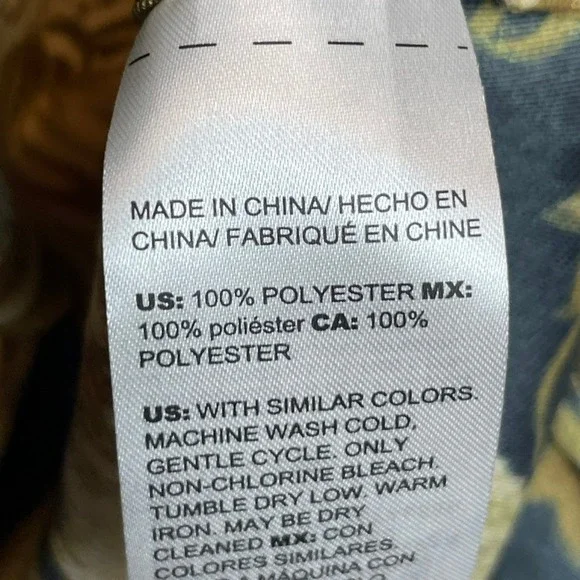 MADE IN CHINA/ HECHO EN
CHINA/ FABRIQUÉ EN CHINE
US: 100% POLYESTER MX:
100% poliéster CA: 100%
POLYESTER
US: WITH SIMILAR COLORS.
MACHINE WASH COLD,
GENTLE CYCLE. ONLY
NON-CHLORINE BLEACH.
TUMBLE DRY LOW. WARM
IRON. MAY BE DRY
CLEANED MX: CON
COLORES SIMILARES.
A MÁQUINA CON